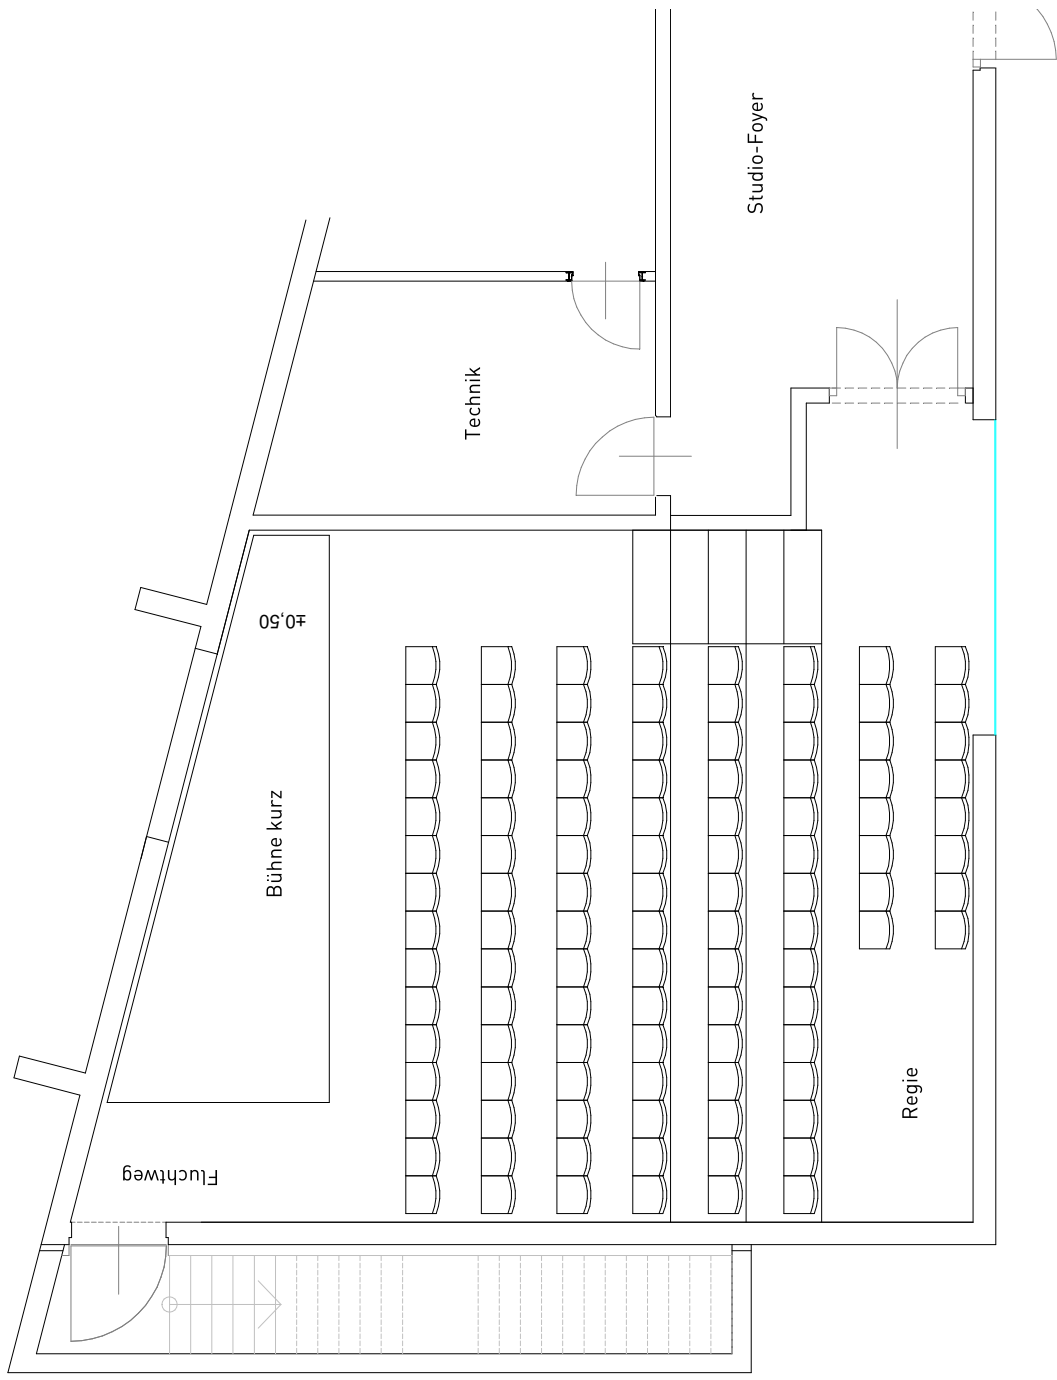 Studio-Foyer
Technik
±0,50
Bühne kurz
Regie
Fluchtweg